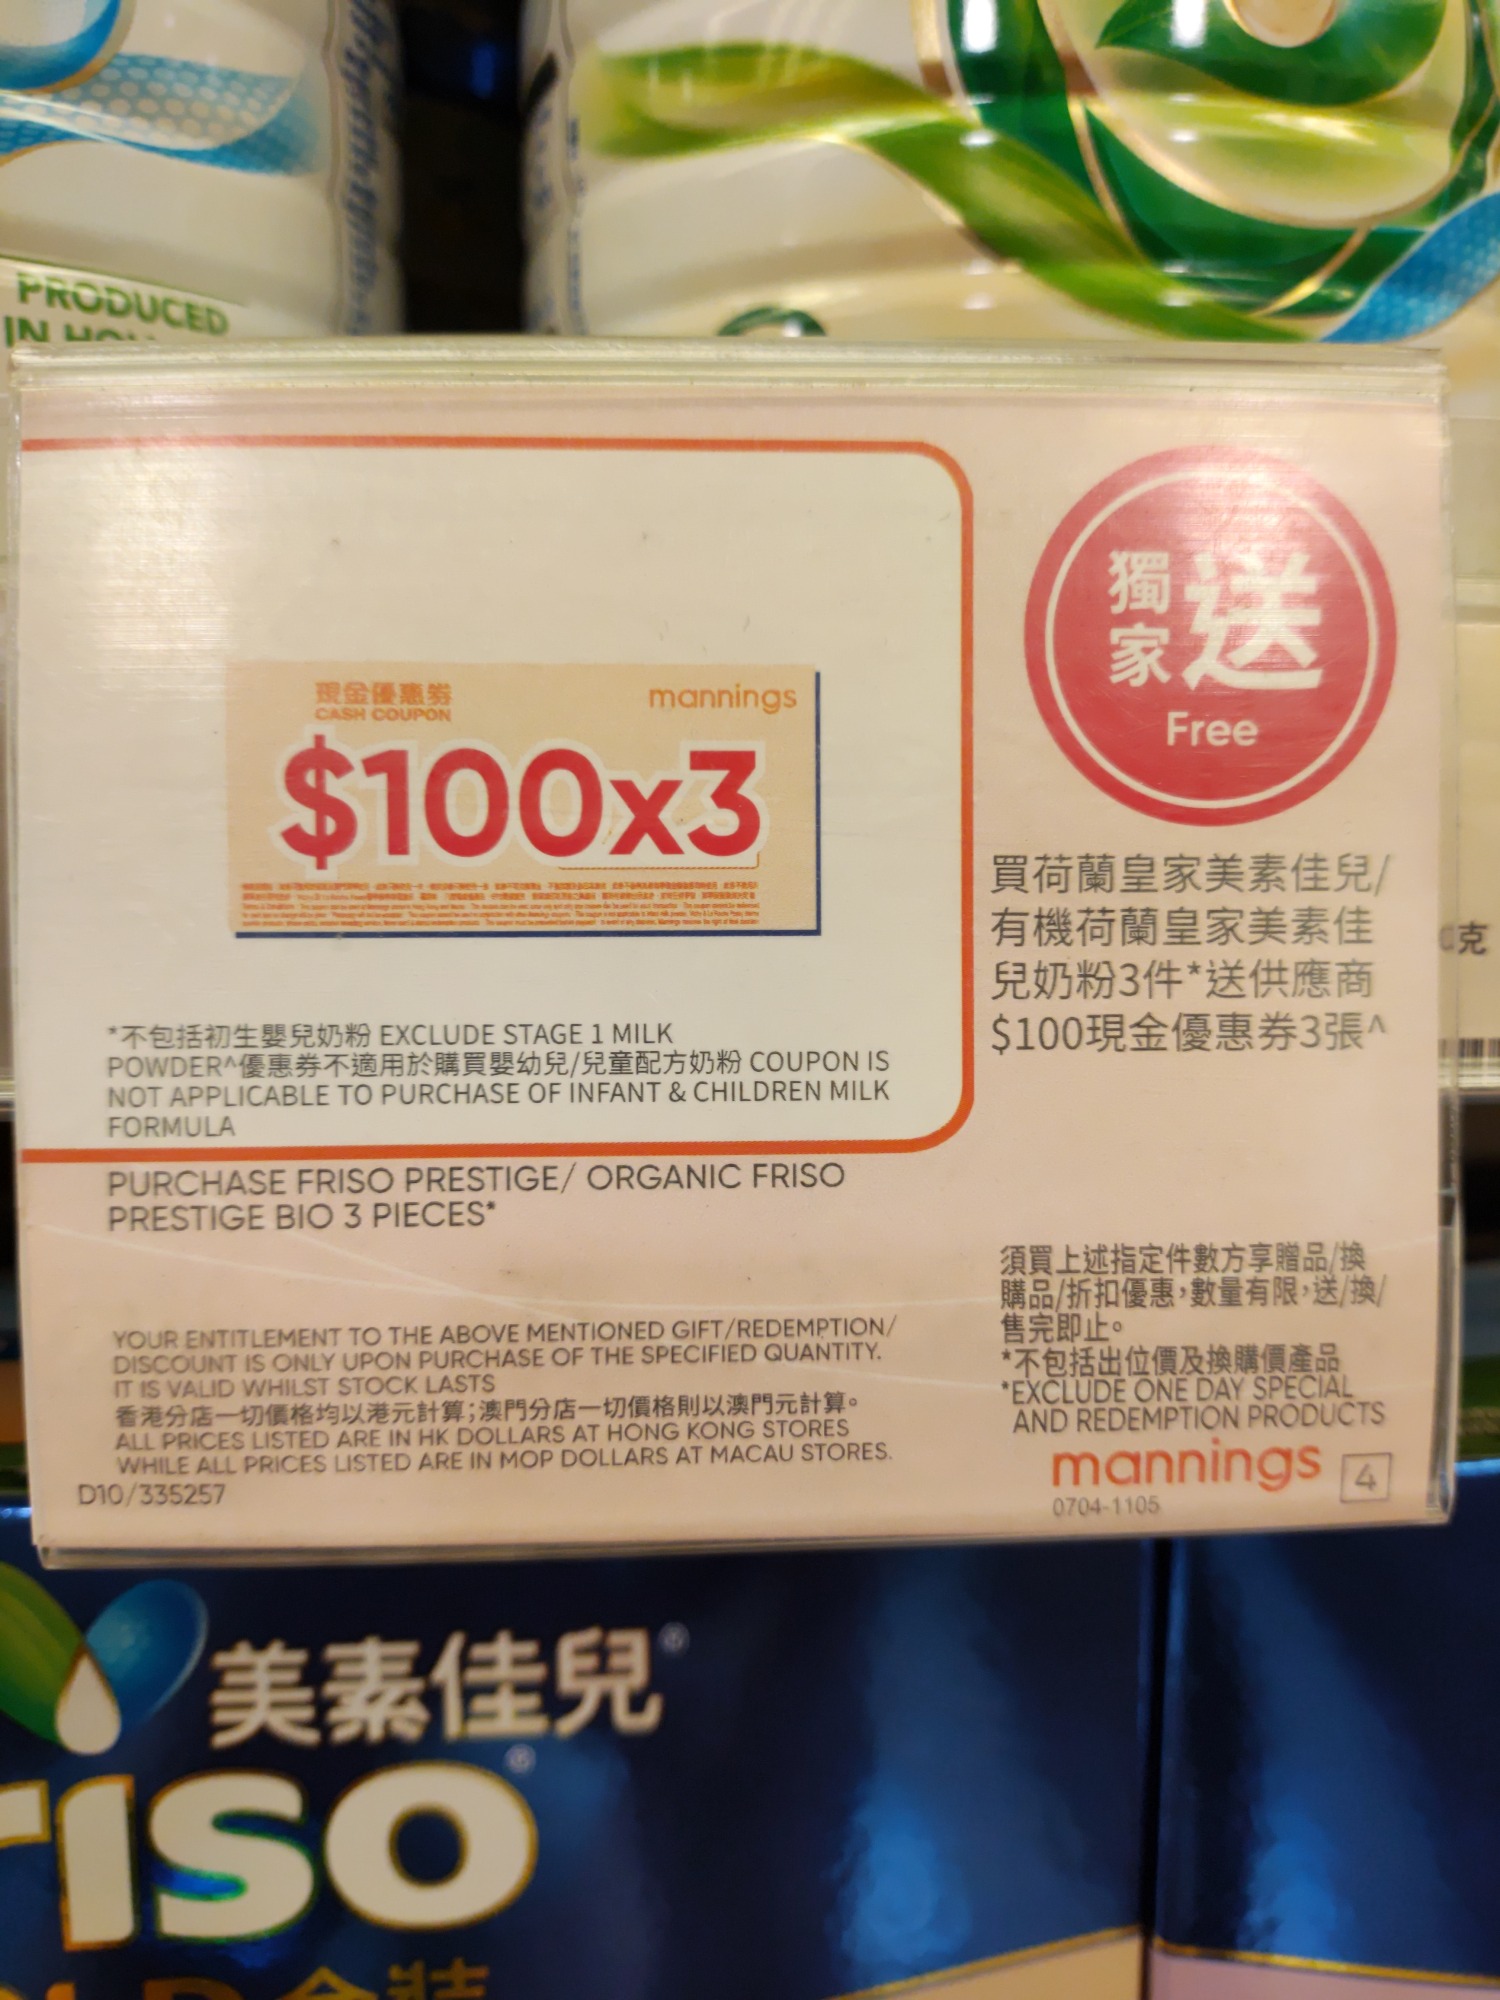 PRODUCED
IN
現金優惠券
CASH COUPON
mannings
$100x3
獨家
送
Free
買荷蘭皇家美素佳兒/
有機荷蘭皇家美素佳
兒奶粉3件*送供應商
$100現金優惠券3張^
*不包括初生嬰兒奶粉 EXCLUDE STAGE 1 MILK
POWDER^優惠券不適用於購買嬰幼兒/兒童配方奶粉 COUPON IS
NOT APPLICABLE TO PURCHASE OF INFANT & CHILDREN MILK
FORMULA
PURCHASE FRISO PRESTIGE/ ORGANIC FRISO
PRESTIGE BIO 3 PIECES*
須買上述指定件數方享贈品/換
購品/折扣優惠，數量有限，送/換/
售完即止。
*不包括出位價及換購價產品
*EXCLUDE ONE DAY SPECIAL
AND REDEMPTION PRODUCTS
YOUR ENTITLEMENT TO THE ABOVE MENTIONED GIFT/REDEMPTION/
DISCOUNT IS ONLY UPON PURCHASE OF THE SPECIFIED QUANTITY.
IT IS VALID WHILST STOCK LASTS
香港分店一切價格均以港元計算；澳門分店一切價格則以澳門元計算。
ALL PRICES LISTED ARE IN HK DOLLARS AT HONG KONG STORES
WHILE ALL PRICES LISTED ARE IN MOP DOLLARS AT MACAU STORES.
D10/335257
mannings 4
0704-1105
克
美素佳兒®
riso®